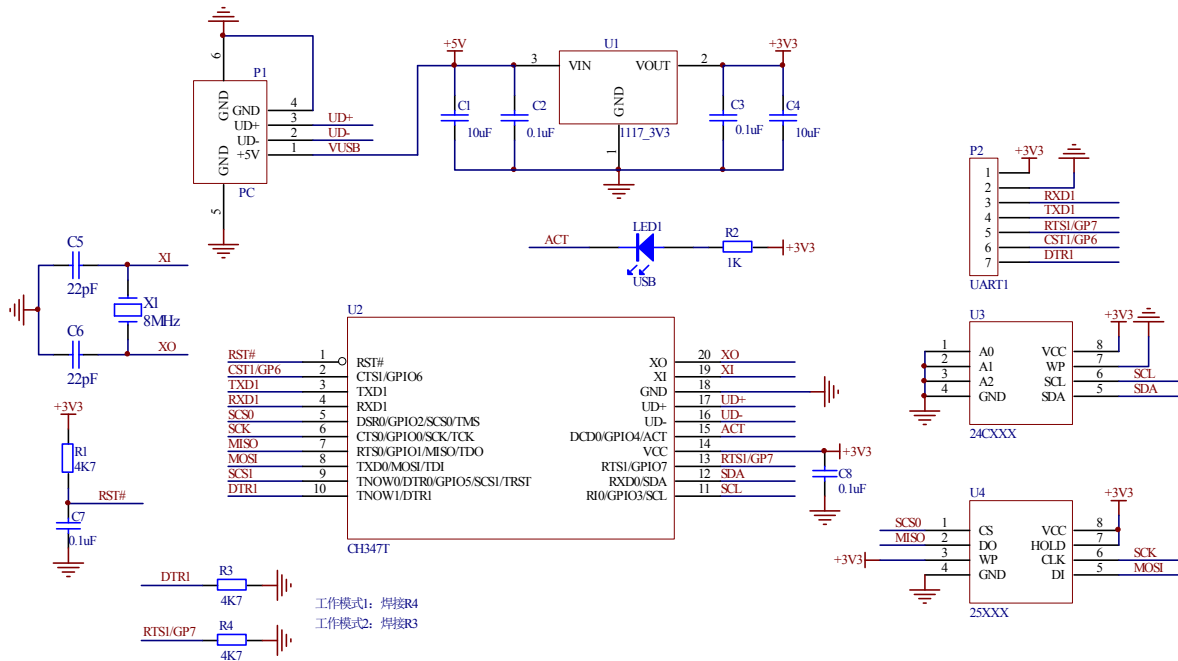 P1
6
GND
GND
4
UD+
3
UD+
UD-
2
UD-
+5V
1
VUSB
GND
PC
5
+5V
U1
+3V3
3
VIN
VOUT
2
GND
1
1117_3V3
C1
10uF
C2
0.1uF
C3
0.1uF
C4
10uF
ACT
LED1
USB
R2
1K
+3V3
P2
+3V3
1
2
3
RXD1
4
TXD1
5
RTS1/GP7
6
CST1/GP6
7
DTR1
UART1
C5
22pF
XI
X1
8MHz
C6
22pF
XO
+3V3
R1
4K7
RST#
C7
0.1uF
U2
RST#
1
RST#
XO
20
XO
CST1/GP6
2
CTS1/GPIO6
XI
19
XI
TXD1
3
TXD1
GND
18
RXD1
4
RXD1
UD+
17
UD+
SCS0
5
DSR0/GPIO2/SCS0/TMS
UD-
16
UD-
SCK
6
CTS0/GPIO0/SCK/TCK
DCD0/GPIO4/ACT
15
ACT
MISO
7
RTS0/GPIO1/MISO/TDO
VCC
14
+3V3
MOSI
8
TXD0/MOSI/TDI
RTS1/GPIO7
13
RTS1/GP7
SCS1
9
TNOW0/DTR0/GPIO5/SCS1/TRST
RXD0/SDA
12
SDA
DTR1
10
TNOW1/DTR1
RI0/GPIO3/SCL
11
SCL
CH347T
C8
0.1uF
U3
+3V3
1
A0
VCC
8
2
A1
WP
7
3
A2
SCL
6
SCL
4
GND
SDA
5
SDA
24CXXX
U4
+3V3
SCS0
1
CS
VCC
8
MISO
2
DO
HOLD
7
+3V3
3
WP
CLK
6
SCK
4
GND
DI
5
MOSI
25XXX
DTR1
R3
4K7
RTS1/GP7
R4
4K7
工作模式1：焊接R4
工作模式2：焊接R3